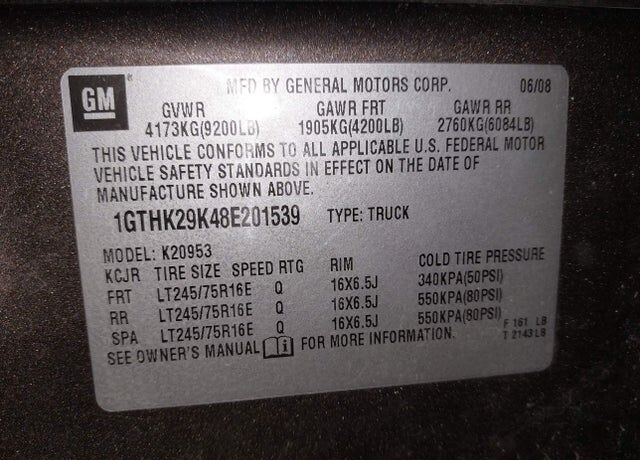 GM
MFD BY GENERAL MOTORS CORP. 06/08
GVWR GAWR FRT GAWR RR
4173KG(9200LB) 1905KG(4200LB) 2760KG(6084LB)
THIS VEHICLE CONFORMS TO ALL APPLICABLE U.S. FEDERAL MOTOR
VEHICLE SAFETY STANDARDS IN EFFECT ON THE DATE OF
MANUFACTURE SHOWN ABOVE.
1GTHK29K48E201539 TYPE: TRUCK
MODEL: K20953
KCJR TIRE SIZE SPEED RTG RIM COLD TIRE PRESSURE
FRT LT245/75R16E Q 16X6.5J 340KPA(50PSI)
RR LT245/75R16E Q 16X6.5J 550KPA(80PSI)
SPA LT245/75R16E Q 16X6.5J 550KPA(80PSI)
SEE OWNER'S MANUAL i FOR MORE INFORMATION.
F 161 LB
T 2143 LB